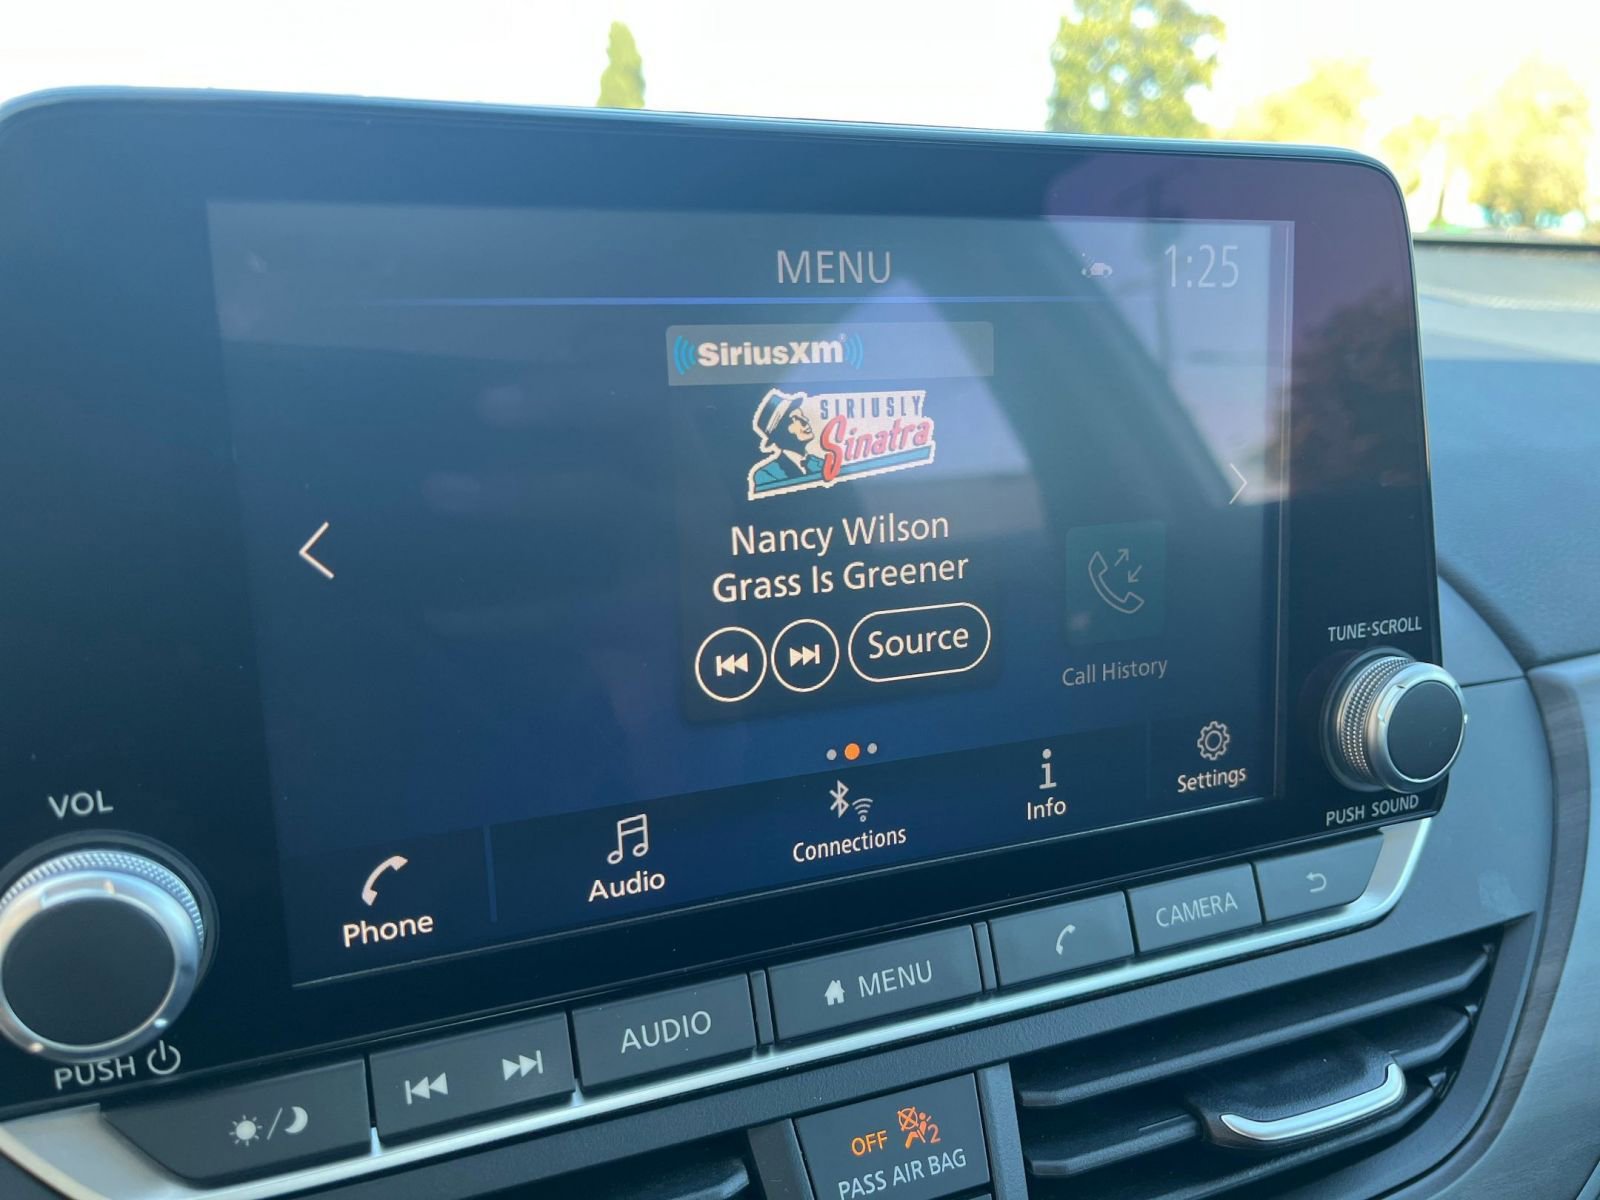 MENU
1:25
SiriusXm
SIRIUSLY
Sinatra
Nancy Wilson
Grass Is Greener
Source
Call History
TUNE·SCROLL
PUSH SOUND
VOL
PUSH
Phone
Audio
Connections
Info
Settings
AUDIO
MENU
CAMERA
OFF 2
PASS AIR BAG